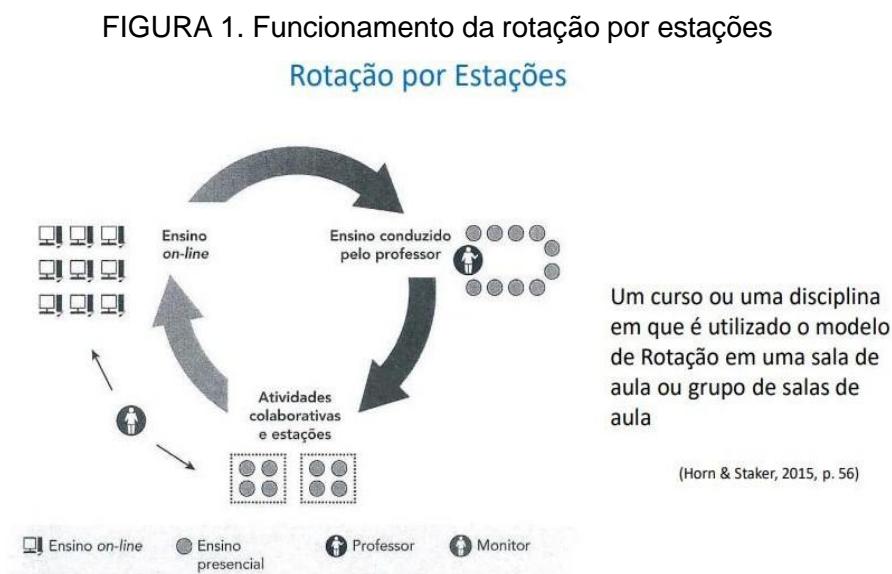 FIGURA 1. Funcionamento da rotação por estações
Rotação por Estações
Ensino
on-line
Ensino conduzido
pelo professor
Atividades
colaborativas
e estações
Um curso ou uma disciplina
em que é utilizado o modelo
de Rotação em uma sala de
aula ou grupo de salas de
aula
(Horn & Staker, 2015, p. 56)
Ensino on-line
Ensino
presencial
Professor
Monitor